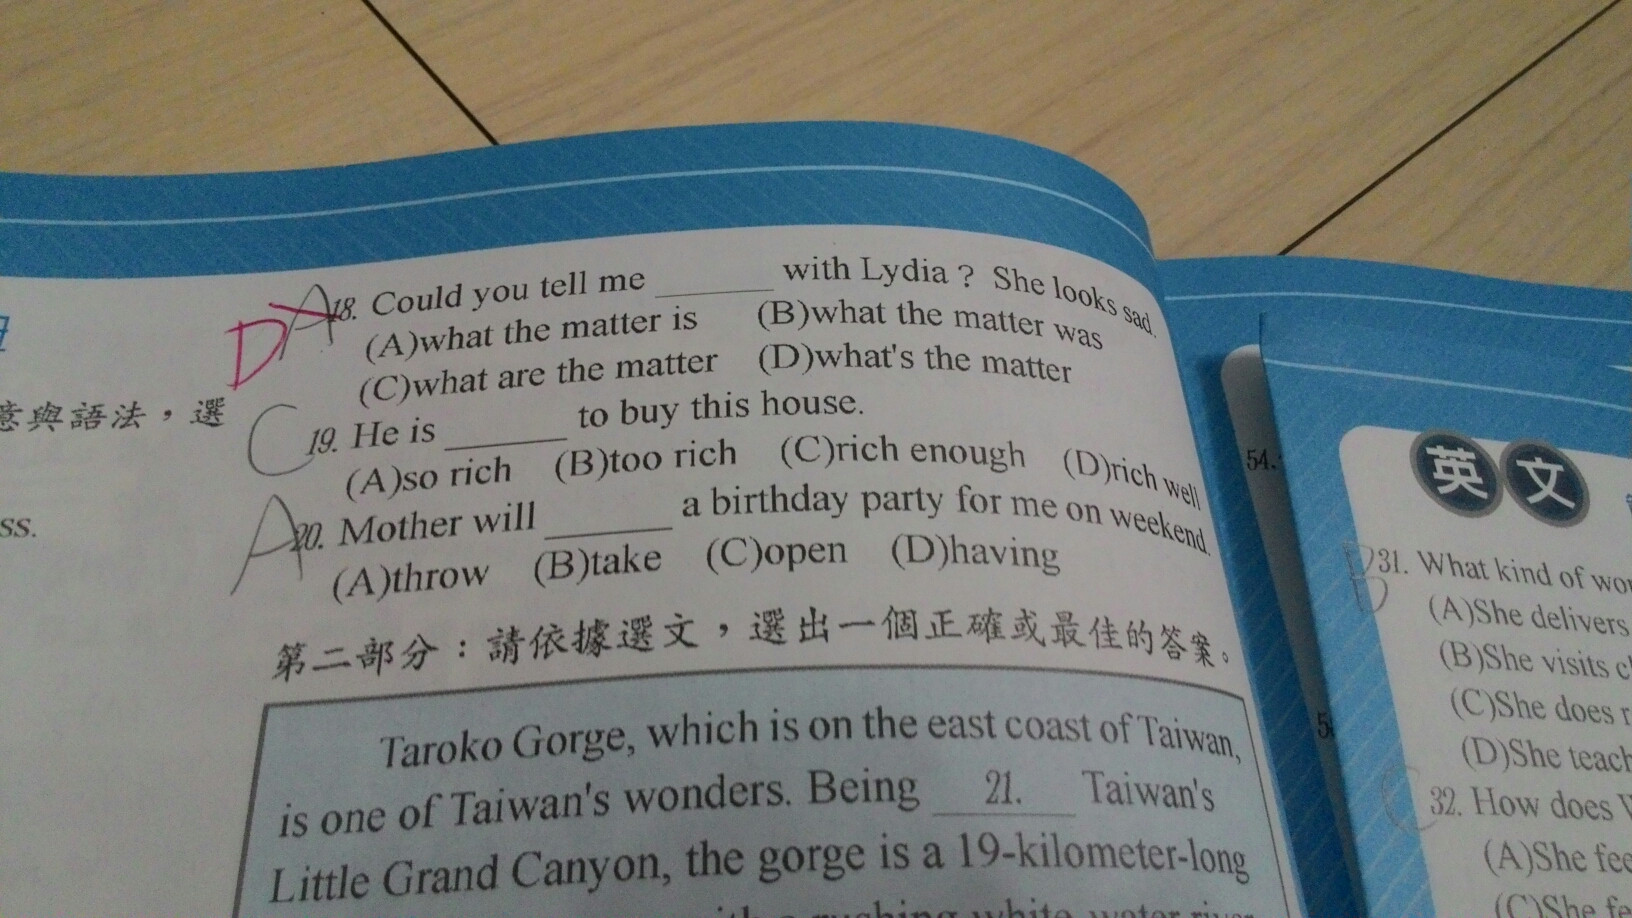 意與語法，選
ss.
D A 18. Could you tell me ______ with Lydia? She looks sad.
(A)what the matter is (B)what the matter was
(C)what are the matter (D)what's the matter
C 19. He is ______ to buy this house.
(A)so rich (B)too rich (C)rich enough (D)rich well
A 20. Mother will ______ a birthday party for me on weekend.
(A)throw (B)take (C)open (D)having
第二部分：請依據選文，選出一個正確或最佳的答案。
Taroko Gorge, which is on the east coast of Taiwan,
is one of Taiwan's wonders. Being 21. Taiwan's
Little Grand Canyon, the gorge is a 19-kilometer-long
rushing white-water river
54.
英文
B 31. What kind of
(A)She delivers
(B)She visits
(C)She does
(D)She
C 32. How does
(A)She
(C)She